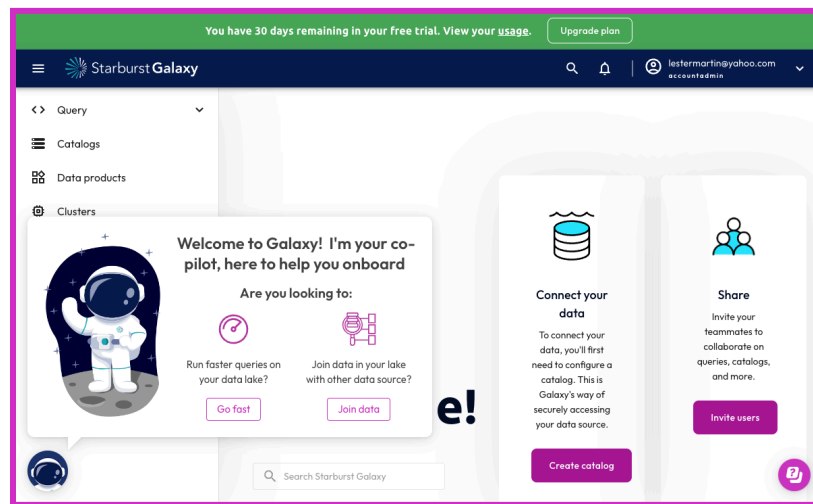 You have 30 days remaining in your free trial. View your usage.
Upgrade plan
Starburst Galaxy
lestermartin@yahoo.com
accountadmin
Query
Catalogs
Data products
Clusters
Welcome to Galaxy! I'm your co-
pilot, here to help you onboard
Are you looking to:
Run faster queries on
your data lake?
Go fast
Join data in your lake
with other data source?
Join data
e!
Search Starburst Galaxy
Connect your
data
To connect your
data, you'll first
need to configure a
catalog. This is
Galaxy's way of
securely accessing
your data source.
Create catalog
Share
Invite your
teammates to
collaborate on
queries, catalogs,
and more.
Invite users